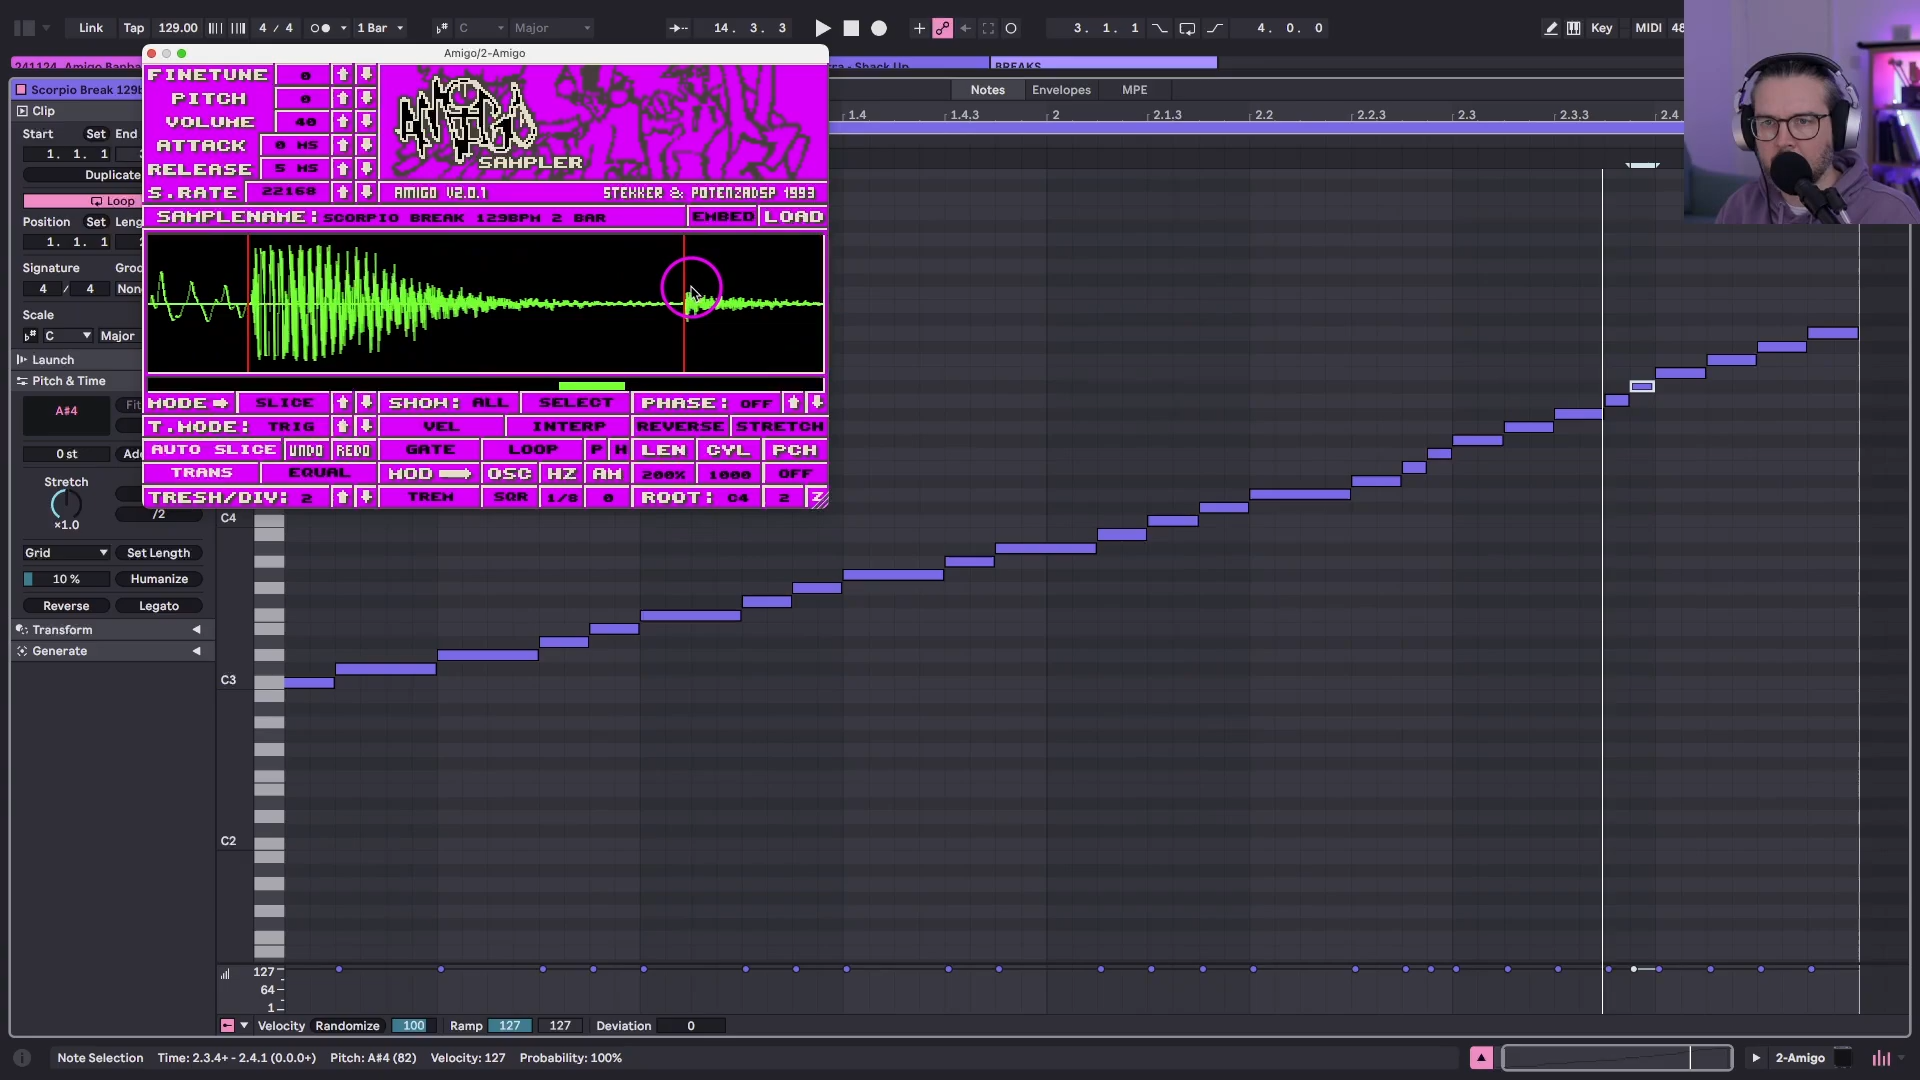 Link Tap 129.00 4 / 4 1 Bar C Major 14. 3. 3 3. 1. 1 4. 0. 0 Key MIDI
Amigo/2-Amigo
BREAKS
Scorpio Break 129b
Clip
Start Set End
1. 1. 1
Duplicate
Loop
Position Set Leng
1. 1. 1
Signature Groo
4 / 4 Non
Scale
C Major
Launch
Pitch & Time
A#4 Fit
0 st
Stretch
×1.0 /2
Grid Set Length
10 % Humanize
Reverse Legato
Transform
Generate
FINETUNE 0
PITCH 0
VOLUME 40
ATTACK 0 MS
RELEASE 5 MS
S.RATE 22168
AMIGO
SAMPLER
AMIGO V2.0.1 STEKKER & POTENZADSP 1993
SAMPLENAME: SCORPIO BREAK 129BPM 2 BAR EMBED LOAD
MODE SLICE SHOW: ALL SELECT PHASE: OFF
T.MODE: TRIG VEL INTERP REVERSE STRETCH
AUTO SLICE UNDO REDO GATE LOOP P H LEN CYL PCH
TRANS EQUAL MOD OSC HZ AM 200% 1000 OFF
TRESH/DIV: 2 TREM SQR 1/8 0 ROOT: C4 2 Z
Notes Envelopes MPE
1.4 1.4.3 2 2.1.3 2.2 2.2.3 2.3 2.3.3 2.4
C4
C3
C2
127
64
1
Velocity Randomize 100 Ramp 127 127 Deviation 0
Note Selection Time: 2.3.4+ - 2.4.1 (0.0.0+) Pitch: A#4 (82) Velocity: 127 Probability: 100% 2-Amigo